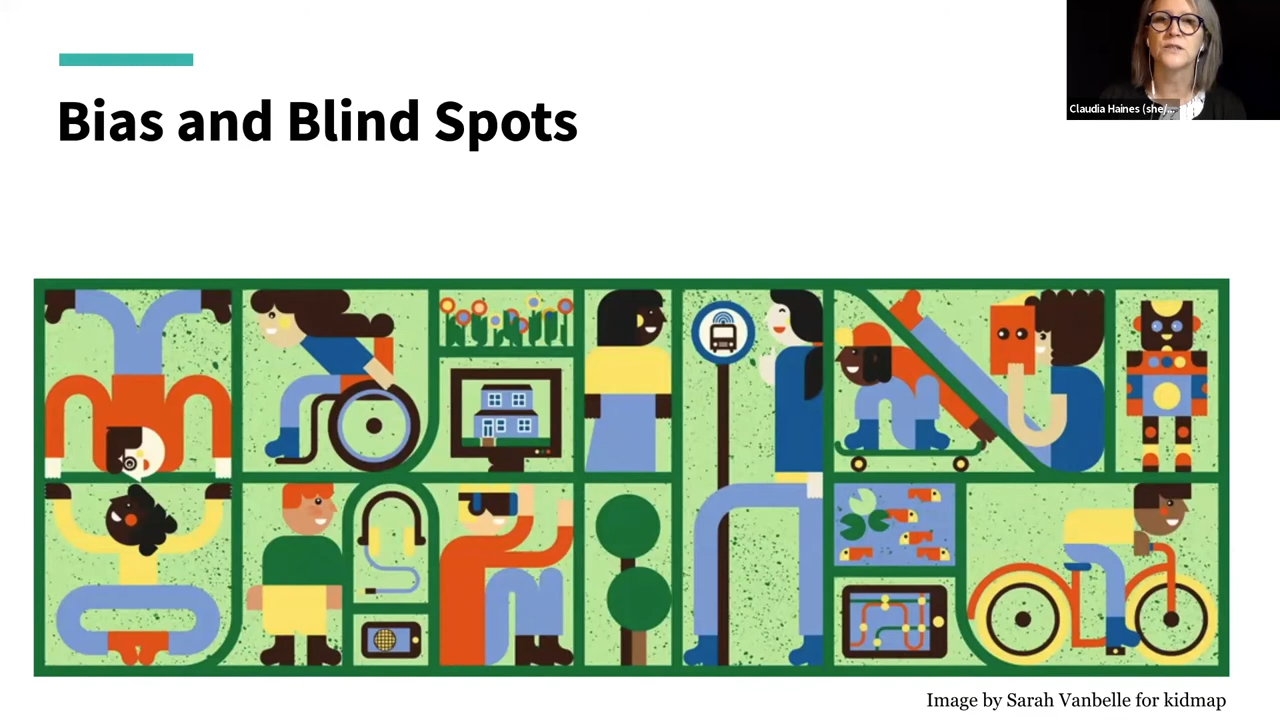 Bias and Blind Spots
Claudia Haines (she/...
Image by Sarah Vanbelle for kidmap